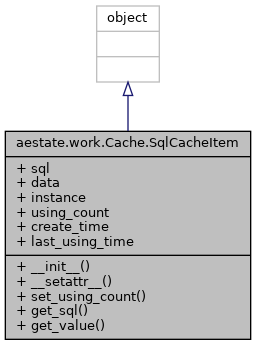 object
aestate.work.Cache.SqlCacheItem
+ sql
+ data
+ instance
+ using_count
+ create_time
+ last_using_time
+ __init__()
+ __setattr__()
+ set_using_count()
+ get_sql()
+ get_value()